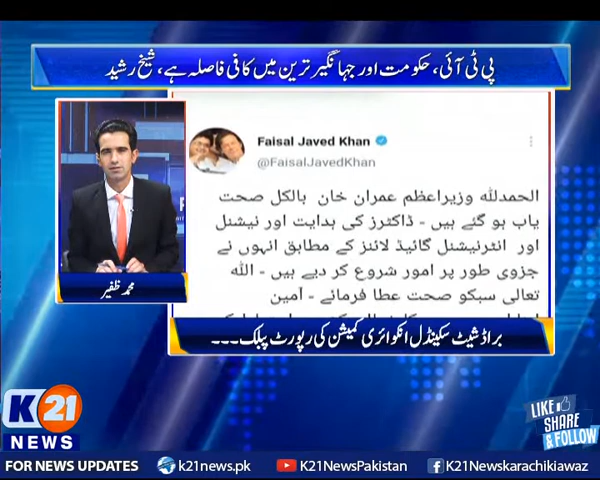 پی ٹی آئی، حکومت اور جہانگیر ترین میں کافی فاصلہ ہے، شیخ رشید
Faisal Javed Khan
@FaisalJavedKhan
الحمدللہ وزیراعظم عمران خان بالکل صحت
یاب ہو گئے ہیں - ڈاکٹرز کی ہدایت اور نیشنل
اور انٹرنیشنل گائیڈ لائنز کے مطابق انہوں نے
جزوی طور پر امور شروع کر دیے ہیں - اللہ
تعالی سبکو صحت عطا فرمائے - آمین
محمد ظفیر
براڈشیٹ سکینڈل انکوائری کمیشن کی رپورٹ پبلک۔۔۔
K21
NEWS
LIKE
SHARE
& FOLLOW
FOR NEWS UPDATES
k21news.pk
K21NewsPakistan
K21Newskarachikiawaz